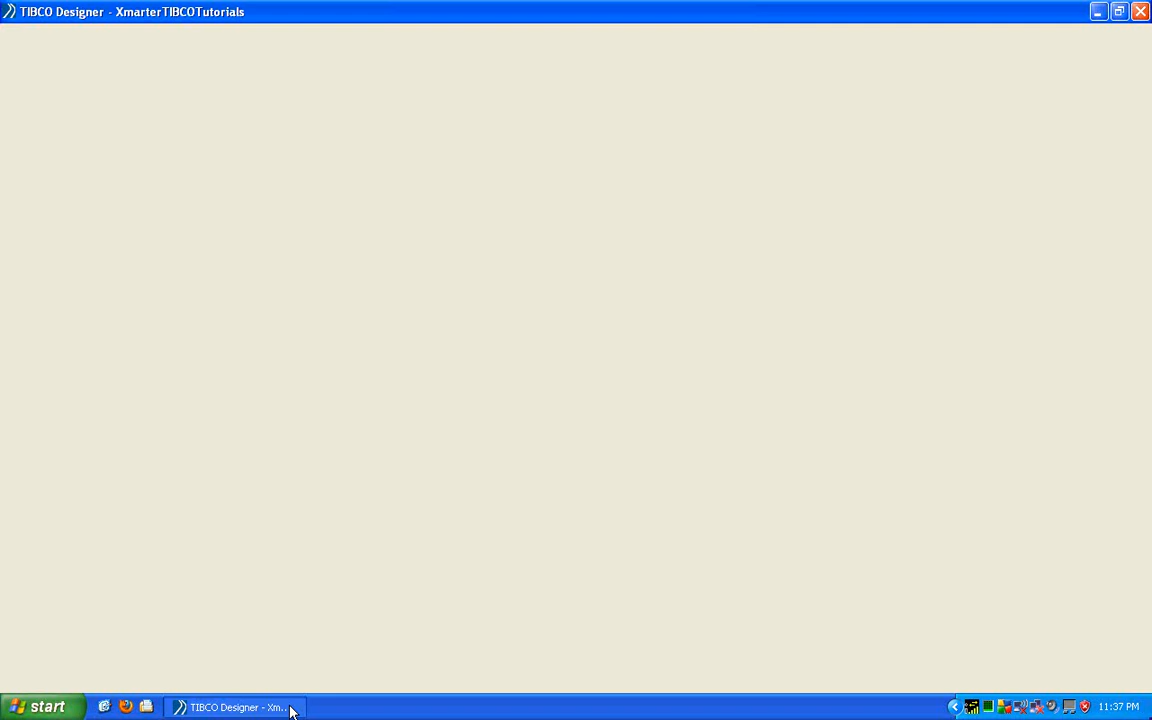 TIBCO Designer - XmarterTIBCOTutorials
start
TIBCO Designer - Xm...
11:37 PM